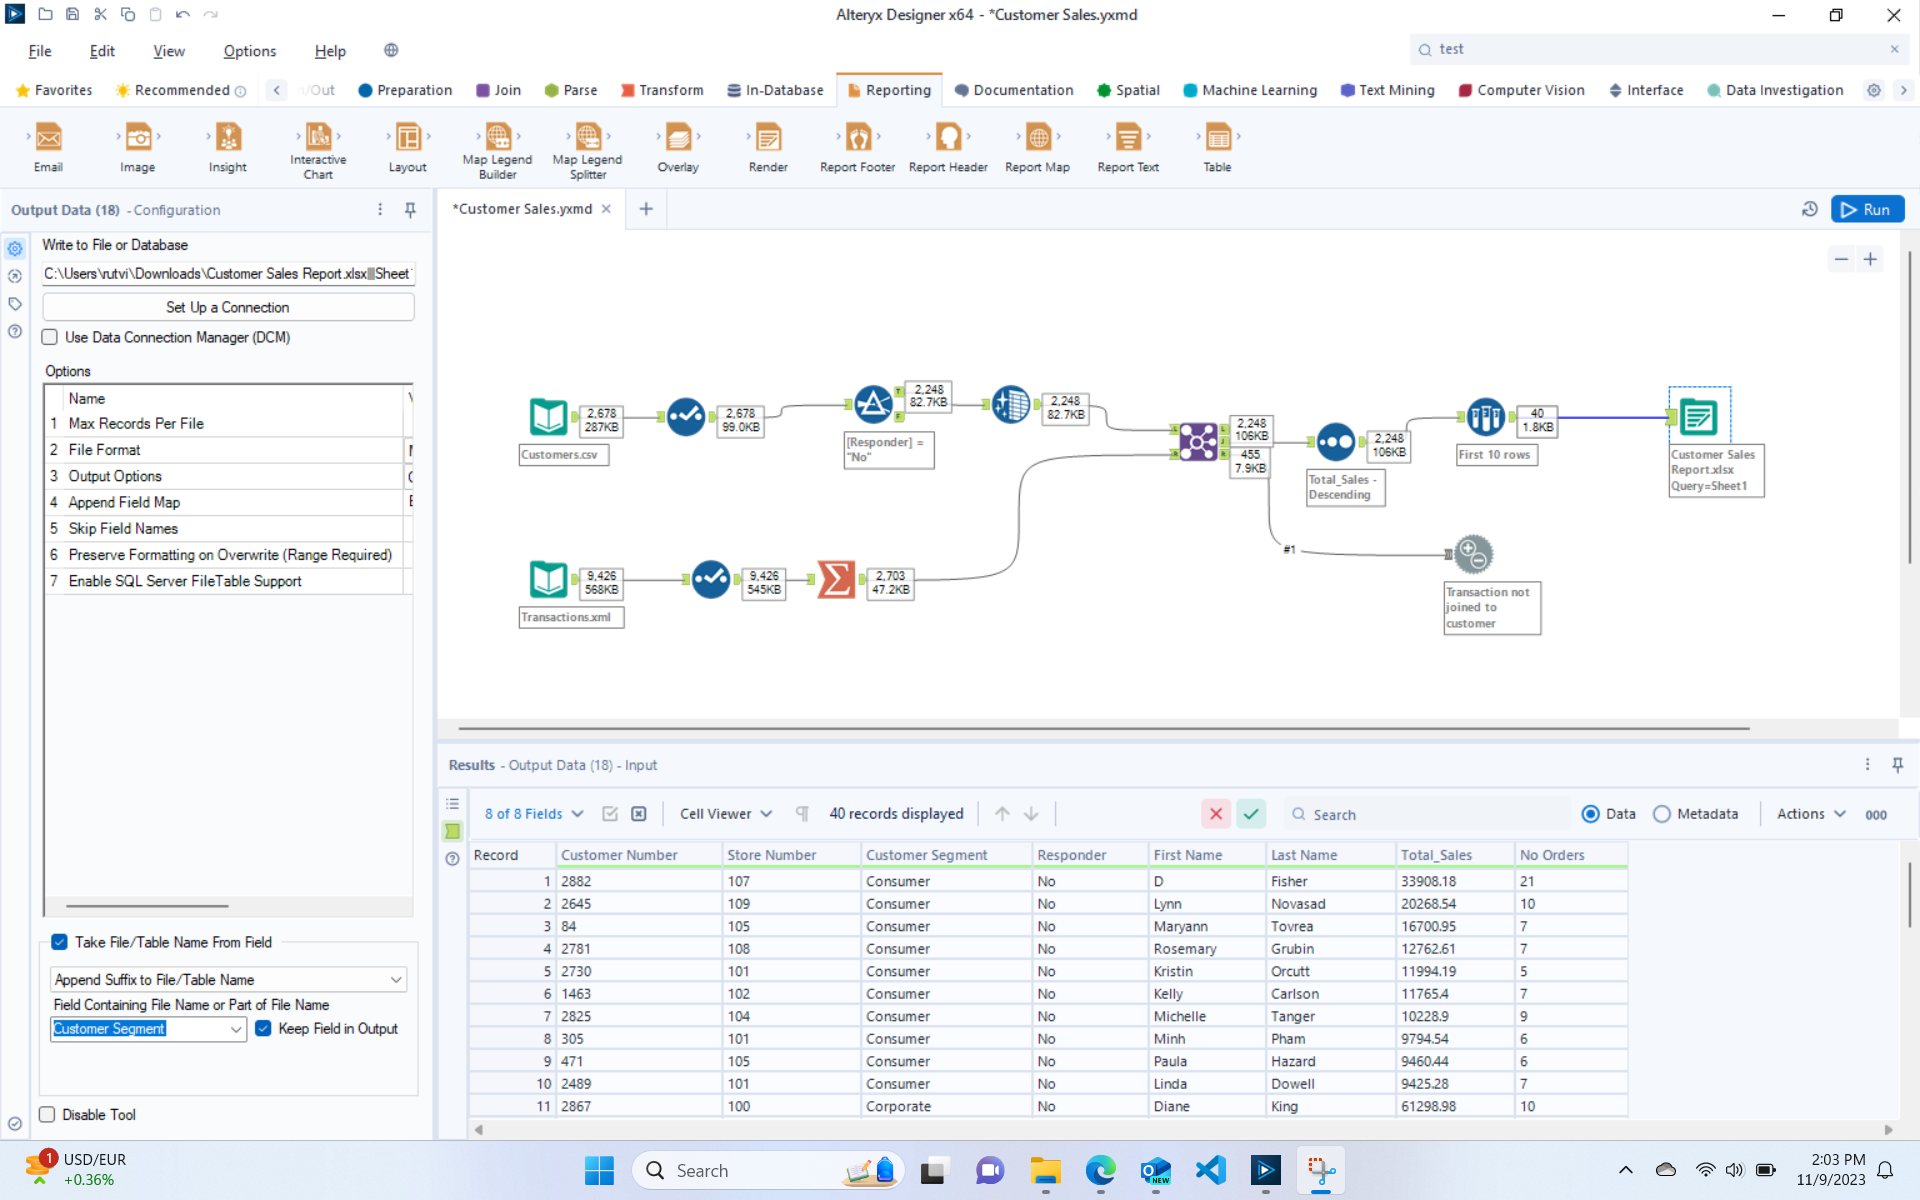 Alteryx Designer x64 - *Customer Sales.yxmd
File Edit View Options Help
test
Favorites Recommended /Out Preparation Join Parse Transform In-Database Reporting Documentation Spatial Machine Learning Text Mining Computer Vision Interface Data Investigation
Email Image Insight Interactive Chart Layout Map Legend Builder Map Legend Splitter Overlay Render Report Footer Report Header Report Map Report Text Table
Output Data (18) - Configuration
*Customer Sales.yxmd
Run
Write to File or Database
C:\Users\rutvi\Downloads\Customer Sales Report.xlsx|||Sheet
Set Up a Connection
Use Data Connection Manager (DCM)
Options
Name
1 Max Records Per File
2 File Format
3 Output Options
4 Append Field Map
5 Skip Field Names
6 Preserve Formatting on Overwrite (Range Required)
7 Enable SQL Server FileTable Support
Take File/Table Name From Field
Append Suffix to File/Table Name
Field Containing File Name or Part of File Name
Customer Segment
Keep Field in Output
Disable Tool
2,678
287KB
Customers.csv
2,678
99.0KB
T
F
2,248
82.7KB
[Responder] =
"No"
2,248
82.7KB
L
R
L
J
R
2,248
106KB
455
7.9KB
2,248
106KB
Total_Sales -
Descending
First 10 rows
40
1.8KB
Customer Sales
Report.xlsx
Query=Sheet1
#1
Transaction not
joined to
customer
9,426
568KB
Transactions.xml
9,426
545KB
2,703
47.2KB
Results - Output Data (18) - Input
8 of 8 Fields Cell Viewer 40 records displayed Search Data Metadata Actions 000
Record Customer Number Store Number Customer Segment Responder First Name Last Name Total_Sales No Orders
1 2882 107 Consumer No D Fisher 33908.18 21
2 2645 109 Consumer No Lynn Novasad 20268.54 10
3 84 105 Consumer No Maryann Tovrea 16700.95 7
4 2781 108 Consumer No Rosemary Grubin 12762.61 7
5 2730 101 Consumer No Kristin Orcutt 11994.19 5
6 1463 102 Consumer No Kelly Carlson 11765.4 7
7 2825 104 Consumer No Michelle Tanger 10228.9 9
8 305 101 Consumer No Minh Pham 9794.54 6
9 471 105 Consumer No Paula Hazard 9460.44 6
10 2489 101 Consumer No Linda Dowell 9425.28 7
11 2867 100 Corporate No Diane King 61298.98 10
1
USD/EUR
+0.36%
Search
NEW
2:03 PM
11/9/2023